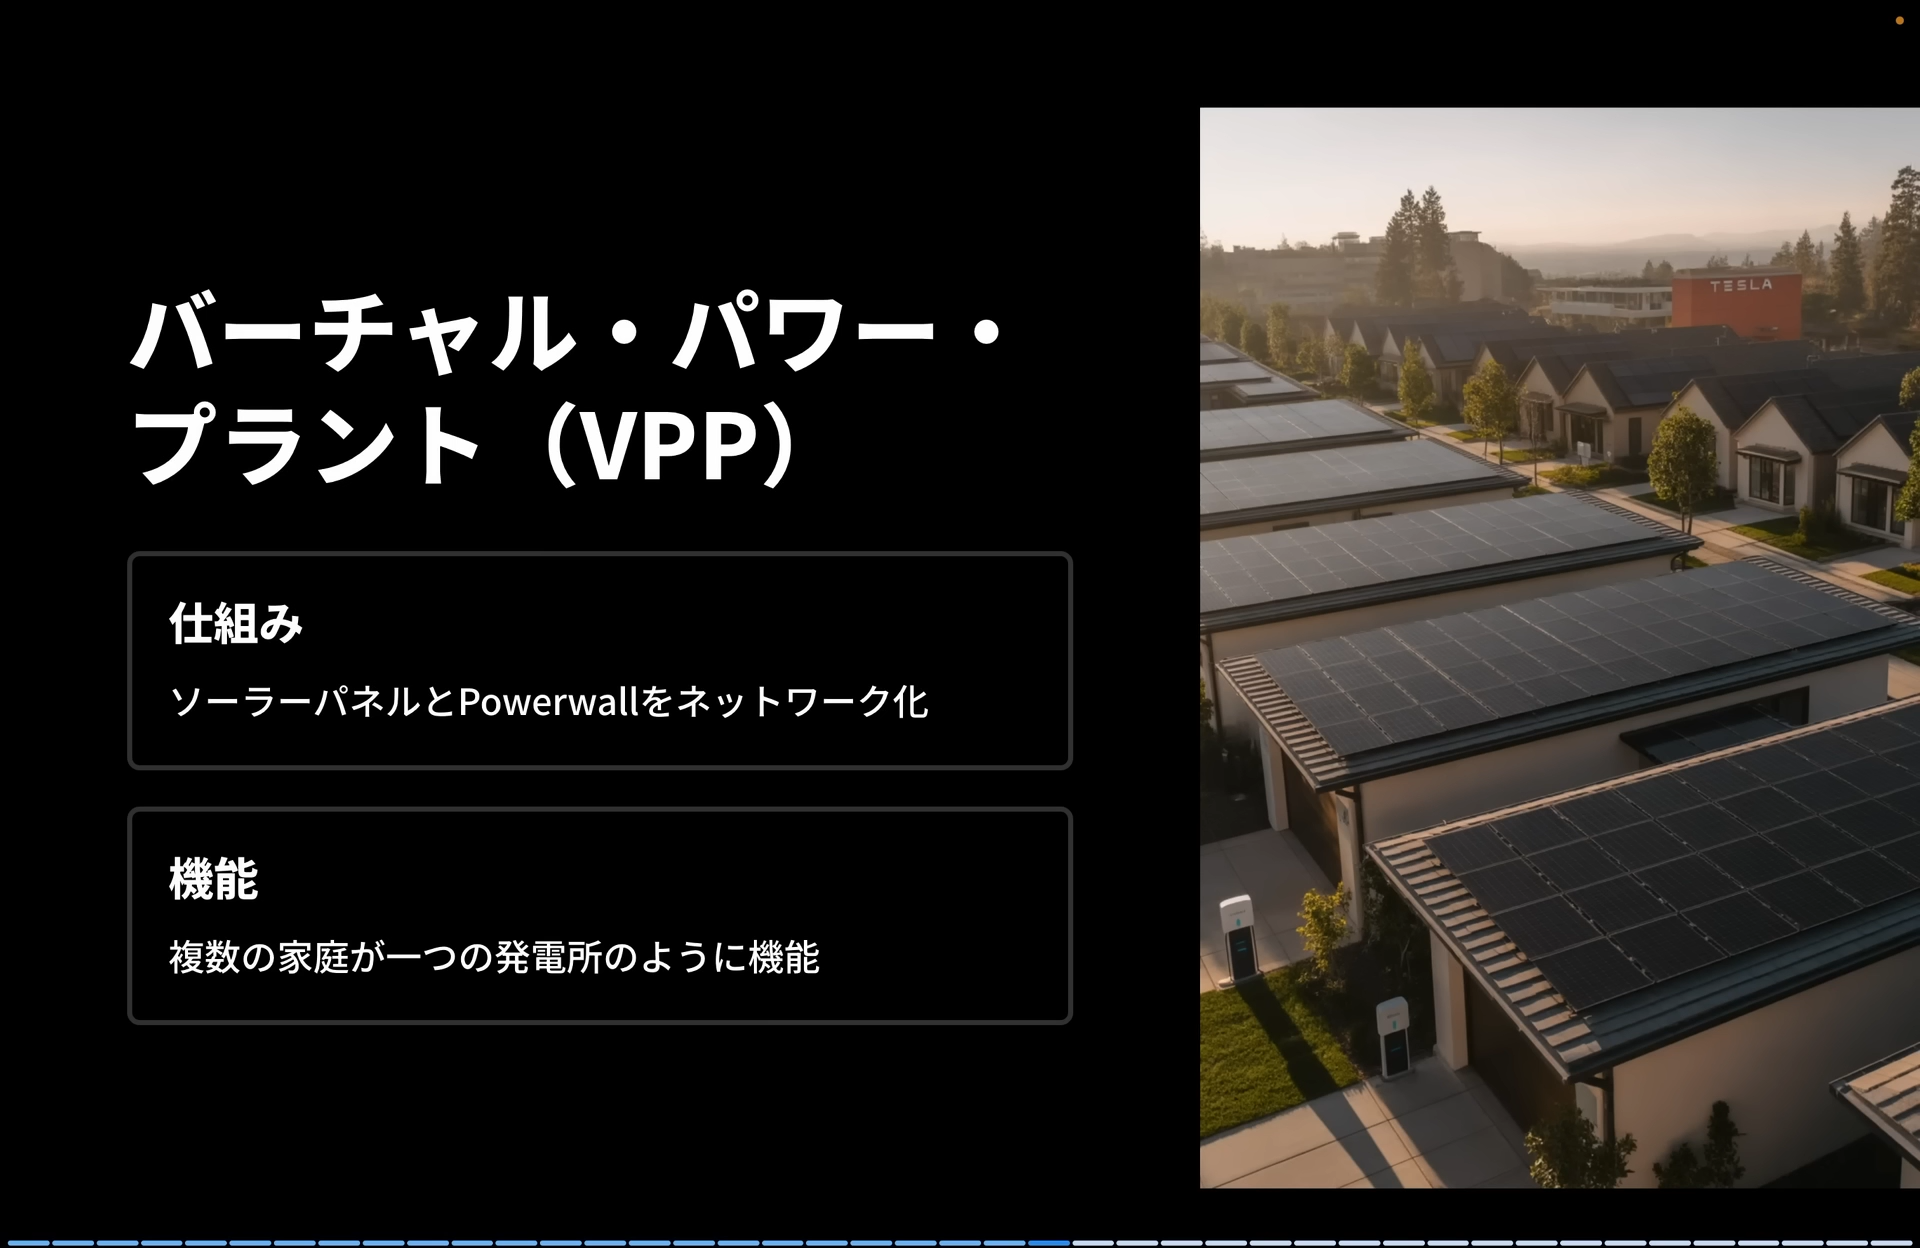 バーチャル・パワー・
プラント（VPP）
仕組み
ソーラーパネルとPowerwallをネットワーク化
機能
複数の家庭が一つの発電所のように機能
TESLA